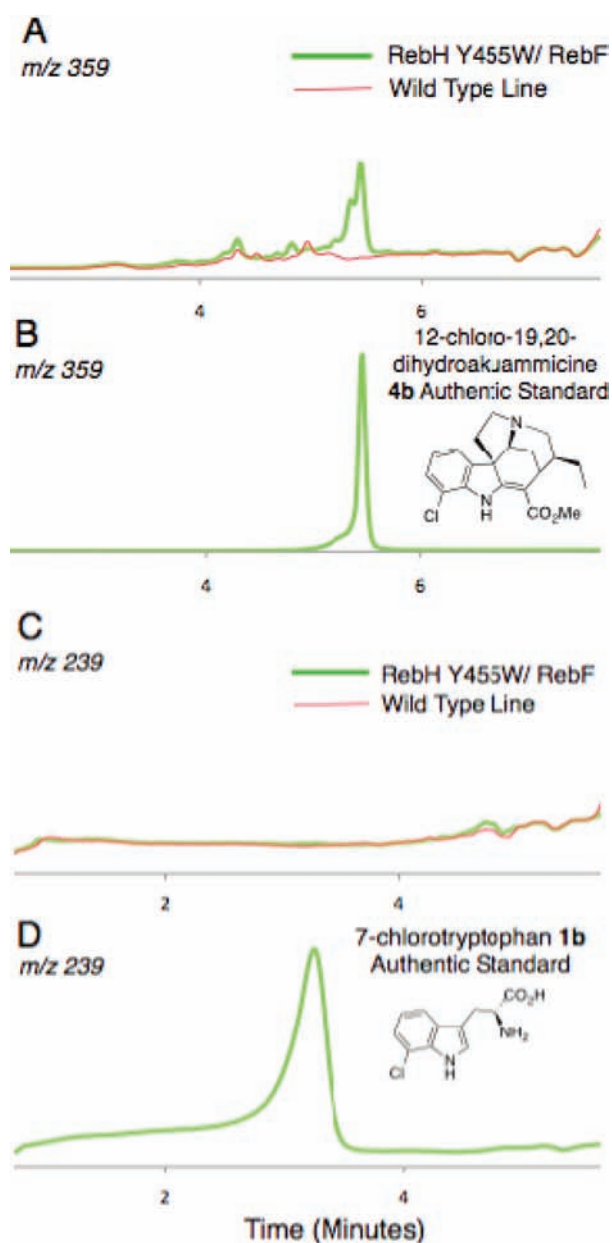 A
m/z 359
RebH Y455W/ RebF
Wild Type Line
4 6
B
m/z 359
12-chloro-19,20-
dihydroakuammicine
4b Authentic Standard
N
Cl
N
H
CO2Me
4 6
C
m/z 239
RebH Y455W/ RebF
Wild Type Line
2 4
D
m/z 239
7-chlorotryptophan 1b
Authentic Standard
CO2H
NH2
Cl
N
H
2 4
Time (Minutes)